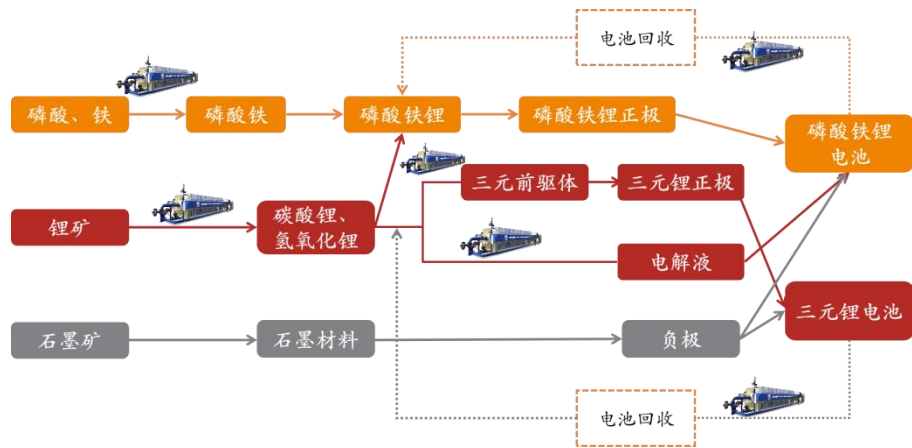 电池回收
磷酸、铁
磷酸铁
磷酸铁锂
磷酸铁锂正极
磷酸铁锂
电池
三元前驱体
三元锂正极
锂矿
碳酸锂、
氢氧化锂
电解液
三元锂电池
石墨矿
石墨材料
负极
电池回收